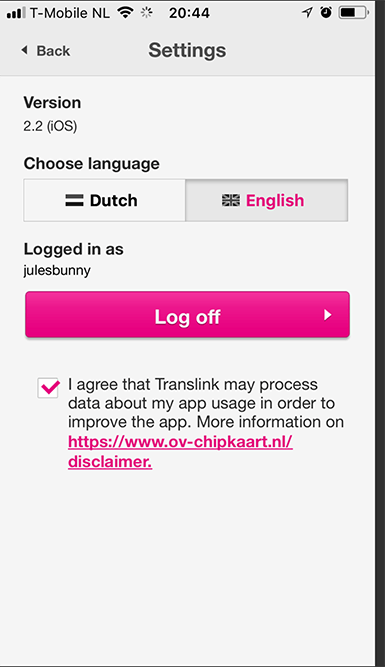 T-Mobile NL 20:44
Back Settings
Version
2.2 (iOS)
Choose language
Dutch English
Logged in as
julesbunny
Log off
I agree that Translink may process
data about my app usage in order to
improve the app. More information on
https://www.ov-chipkaart.nl/
disclaimer.